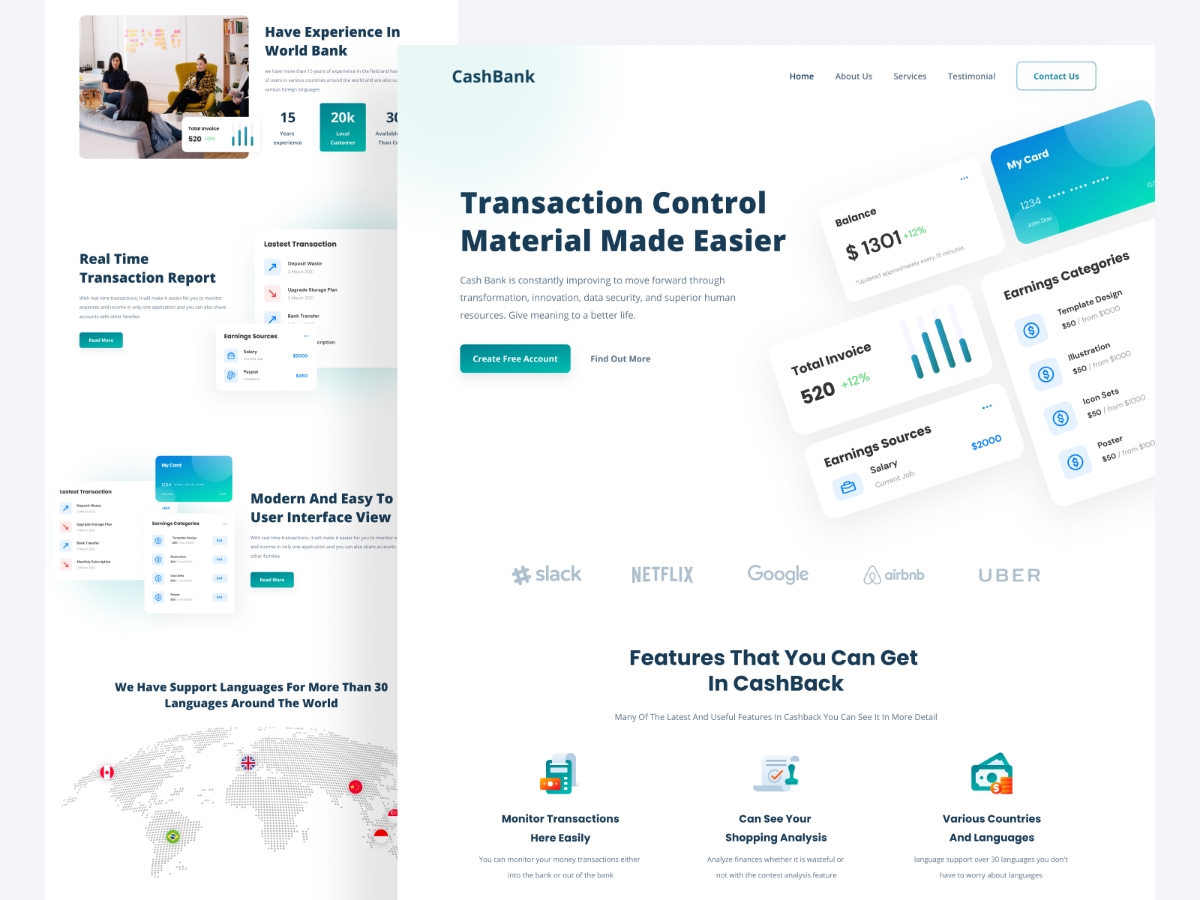 Have Experience In
World Bank
we have more than 15 years of experience in the field and have
of users in various countries around the world and am also su
various foreign languages
15
Years
experience
20k
Local
Customer
30
Available
Than Co
Total Invoice
520 +12%
Real Time
Transaction Report
With real time transactions, it will make it easier for you to monitor
expenses and income in only one application and you can also share
accounts with other families
Read More
Lastest Transaction
Deposit Waste
2 March 2021
Upgrade Storage Plan
2 March 2021
Bank Transfer
cription
Earnings Sources
Salary
Current Job
$2000
Paypal
Freelance
$460
My Card
1234
Lastest Transaction
Deposit Waste
2 March 2021
Upgrade Storage Plan
2 March 2021
Bank Transfer
2 March 2021
Monthly Subscription
2 March 2021
Earnings Categories
Template Design
Illustration
Icon Sets
Poster
Modern And Easy To
User Interface View
With real time transactions, it will make it easier for you to monitor
and income in only one application and you can also share accounts
other families
Read More
We Have Support Languages For More Than 30
Languages Around The World
CashBank
Home
About Us
Services
Testimonial
Contact Us
Transaction Control
Material Made Easier
Cash Bank is constantly improving to move forward through
transformation, innovation, data security, and superior human
resources. Give meaning to a better life.
Create Free Account
Find Out More
Balance
$ 1301 +12%
*Updated approximately every 15 minutes
My Card
1234 **** **** ****
John Doe
12/
Total Invoice
520 +12%
Earnings Sources
Salary
Current Job
$2000
Earnings Categories
Template Design
$50 / from $1000
Illustration
$50 / from $1000
Icon Sets
$50 / from $1000
Poster
$50 / from $100
slack
NETFLIX
Google
airbnb
UBER
Features That You Can Get
In CashBack
Many Of The Latest And Useful Features In Cashback You Can See It In More Detail
Monitor Transactions
Here Easily
You can monitor your money transactions either
into the bank or out of the bank
Can See Your
Shopping Analysis
Analyze finances whether it is wasteful or
not with the contest analysis feature
Various Countries
And Languages
language support over 30 languages you don't
have to worry about languages